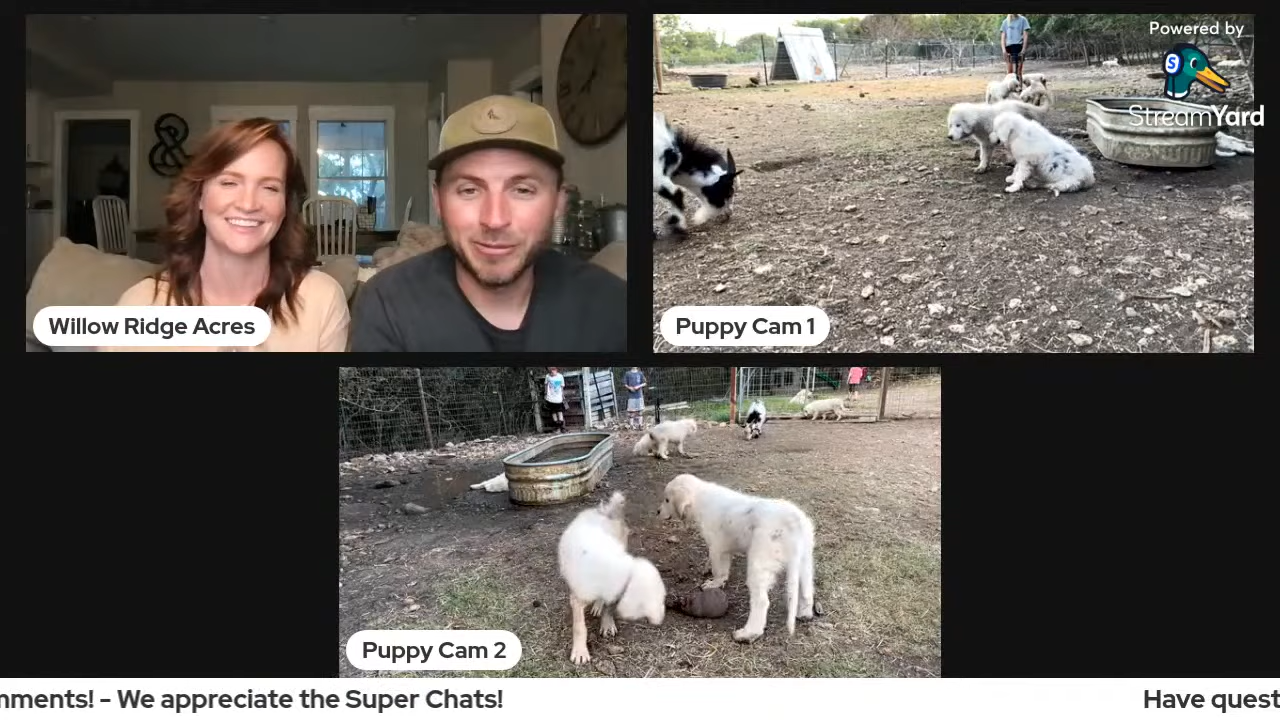 Powered by
S
StreamYard
Willow Ridge Acres
Puppy Cam 1
&
Puppy Cam 2
mments! - We appreciate the Super Chats!
Have quest